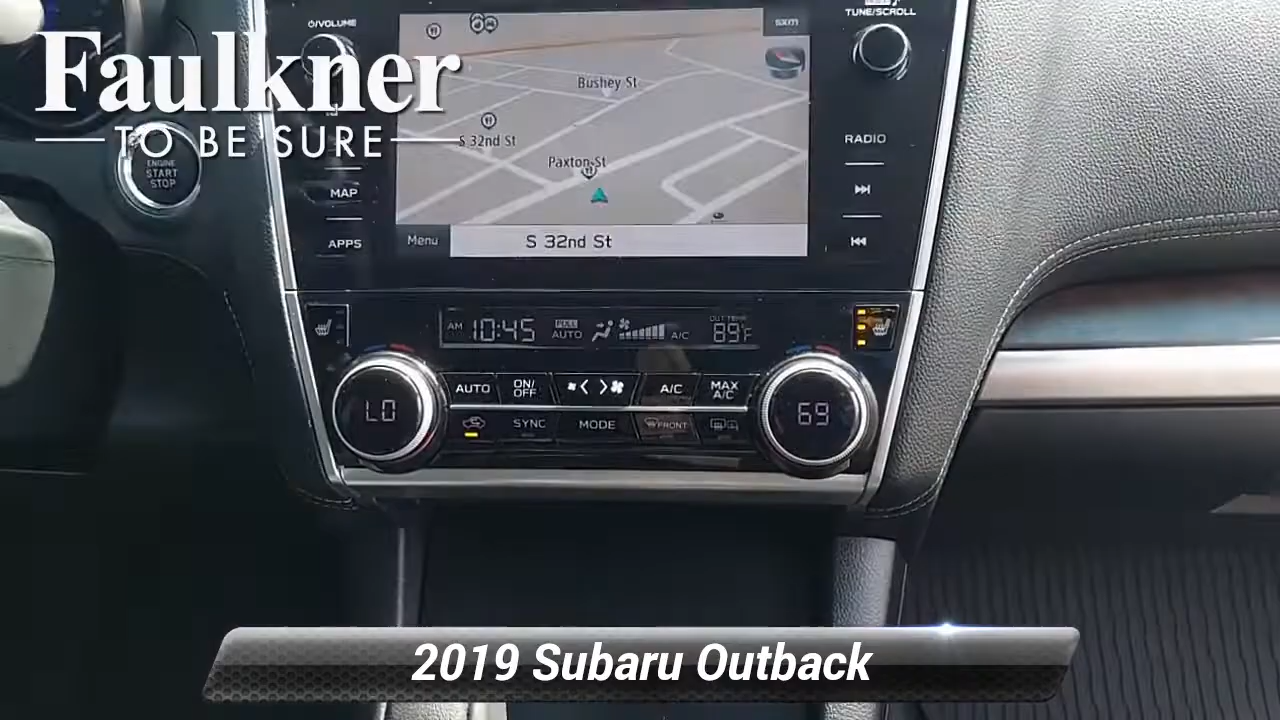 Faulkner
TO BE SURE
VOLUME
TUNE/SCROLL
sxm
Bushey St
S 32nd St
Paxton St
Menu
S 32nd St
ENGINE
START
STOP
MAP
APPS
RADIO
AM 10:45 FULL AUTO A/C OUT TEMP 89°F
LO
AUTO ON/OFF A/C MAX A/C
69
SYNC MODE FRONT
2019 Subaru Outback